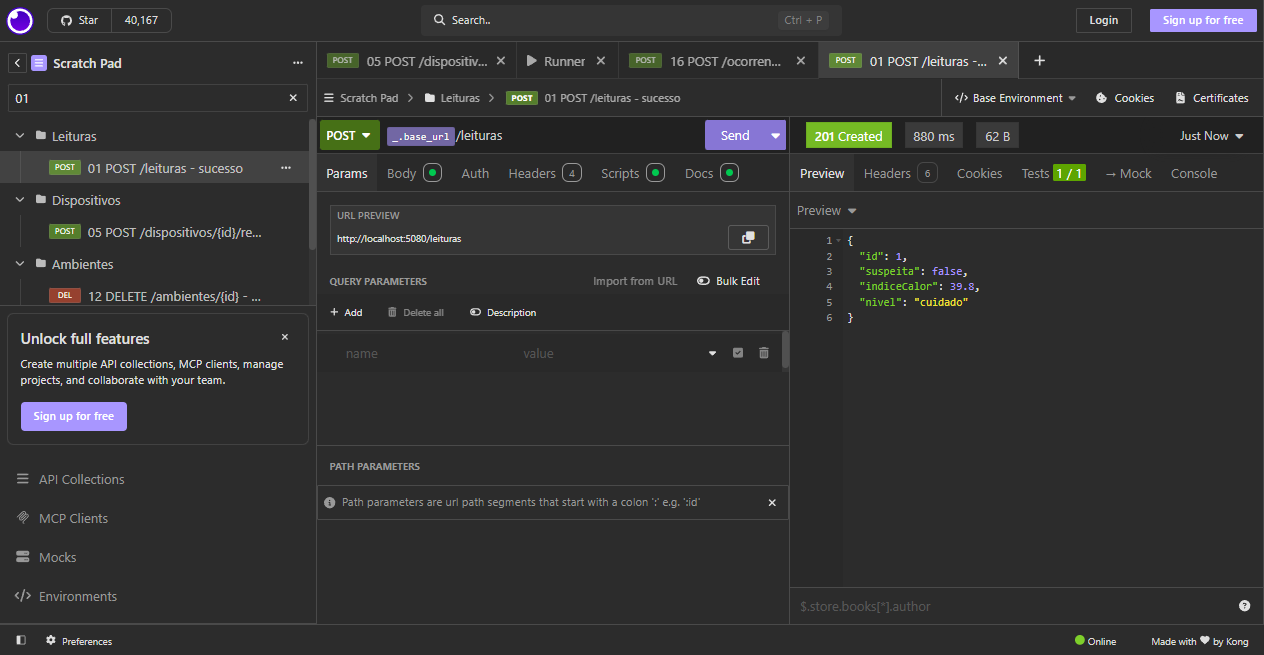 Star 40,167 Search.. Ctrl + P Login Sign up for free
Scratch Pad
01
Leituras
POST 01 POST /leituras - sucesso
Dispositivos
POST 05 POST /dispositivos/{id}/re...
Ambientes
DEL 12 DELETE /ambientes/{id} - ...
Unlock full features
Create multiple API collections, MCP clients, manage
projects, and collaborate with your team.
Sign up for free
API Collections
MCP Clients
Mocks
Environments
POST 05 POST /dispositiv... Runner POST 16 POST /ocorren... POST 01 POST /leituras -...
Scratch Pad Leituras POST 01 POST /leituras - sucesso
Base Environment Cookies Certificates
POST _.base_url /leituras Send
Params Body Auth Headers 4 Scripts Docs
URL PREVIEW
http://localhost:5080/leituras
QUERY PARAMETERS Import from URL Bulk Edit
Add Delete all Description
name value
PATH PARAMETERS
Path parameters are url path segments that start with a colon ':' e.g. ':id'
201 Created 880 ms 62 B Just Now
Preview Headers 6 Cookies Tests 1 / 1 → Mock Console
Preview
1 {
2 "id": 1,
3 "suspeita": false,
4 "indiceCalor": 39.8,
5 "nivel": "cuidado"
6 }
$.store.books[*].author
Preferences Online Made with ❤ by Kong